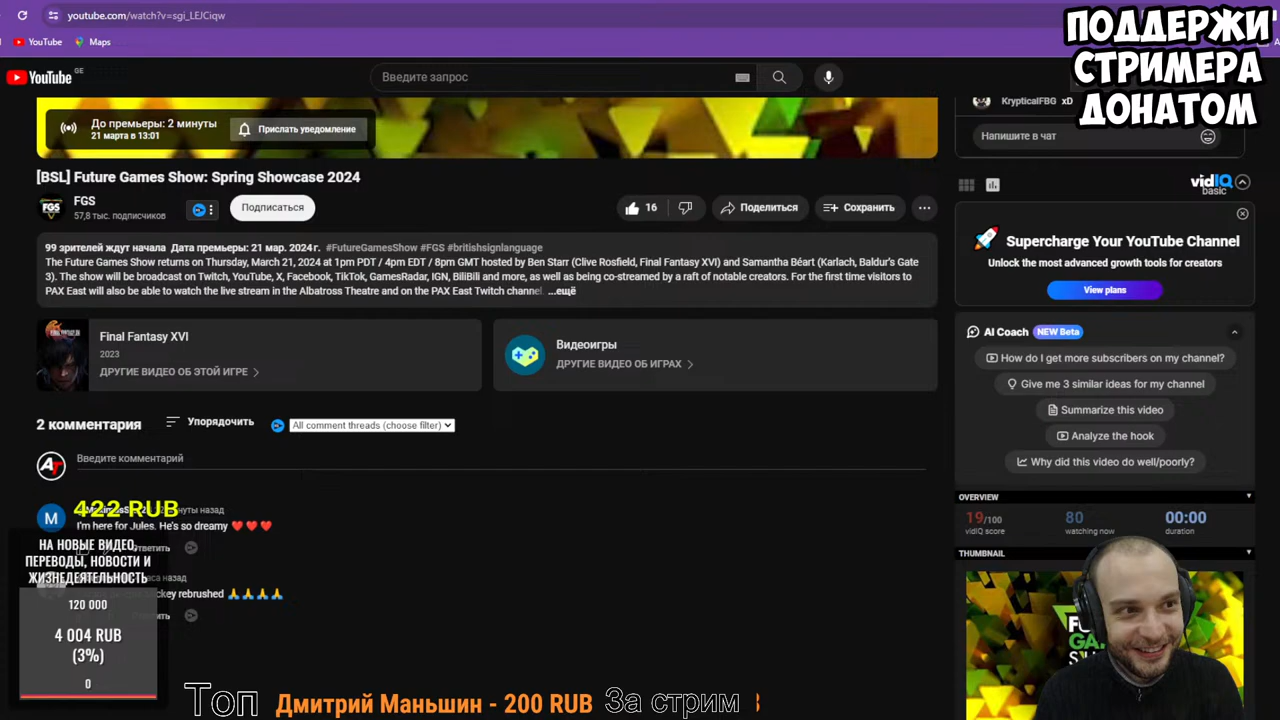 youtube.com/watch?v=sgi_LEJCiqw
YouTube
Maps
YouTube GE
Введите запрос
ПОДДЕРЖИ
СТРИМЕРА
ДОНАТОМ
До премьеры: 2 минуты
21 марта в 13:01
Прислать уведомление
KrypticalFBG xD
Напишите в чат
[BSL] Future Games Show: Spring Showcase 2024
FGS
FGS
57,8 тыс. подписчиков
Подписаться
16
Поделиться
Сохранить
99 зрителей ждут начала Дата премьеры: 21 мар. 2024 г. #FutureGamesShow #FGS #britishsignlanguage
The Future Games Show returns on Thursday, March 21, 2024 at 1pm PDT / 4pm EDT / 8pm GMT hosted by Ben Starr (Clive Rosfield, Final Fantasy XVI) and Samantha Béart (Karlach, Baldur's Gate
3). The show will be broadcast on Twitch, YouTube, X, Facebook, TikTok, GamesRadar, IGN, BiliBili and more, as well as being co-streamed by a raft of notable creators. For the first time visitors to
PAX East will also be able to watch the live stream in the Albatross Theatre and on the PAX East Twitch channel. ...ещё
Final Fantasy XVI
2023
ДРУГИЕ ВИДЕО ОБ ЭТОЙ ИГРЕ
Видеоигры
ДРУГИЕ ВИДЕО ОБ ИГРАХ
2 комментария
Упорядочить
All comment threads (choose filter)
AT
Введите комментарий
M
422 RUB
назад
I'm here for Jules. He's so dreamy ❤️❤️❤️
Ответить
назад
rebrushed 🙏🙏🙏🙏
НА НОВЫЕ ВИДЕО,
ПЕРЕВОДЫ, НОВОСТИ И
ЖИЗНЕДЕЯТЕЛЬНОСТЬ
120 000
4 004 RUB
(3%)
0
Топ Дмитрий Маньшин - 200 RUB За стрим
vidIQ
basic
Supercharge Your YouTube Channel
Unlock the most advanced growth tools for creators
View plans
AI Coach NEW Beta
How do I get more subscribers on my channel?
Give me 3 similar ideas for my channel
Summarize this video
Analyze the hook
Why did this video do well/poorly?
OVERVIEW
19/100
vidIQ score
80
watching now
00:00
duration
THUMBNAIL